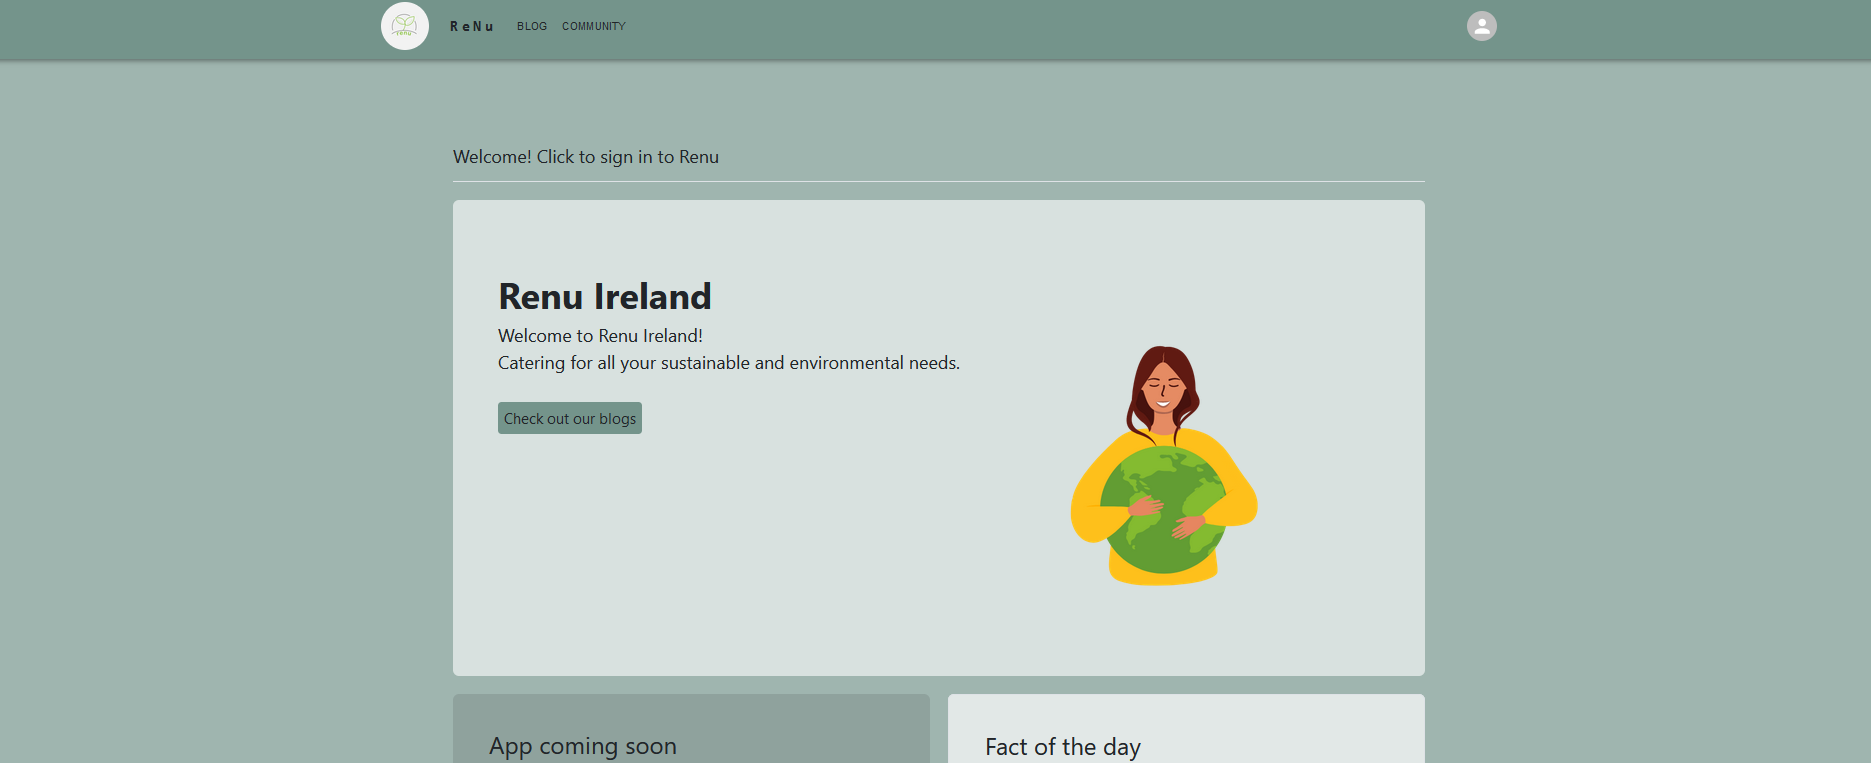 renu
ReNu
BLOG
COMMUNITY
Welcome! Click to sign in to Renu
Renu Ireland
Welcome to Renu Ireland!
Catering for all your sustainable and environmental needs.
Check out our blogs
App coming soon
Fact of the day